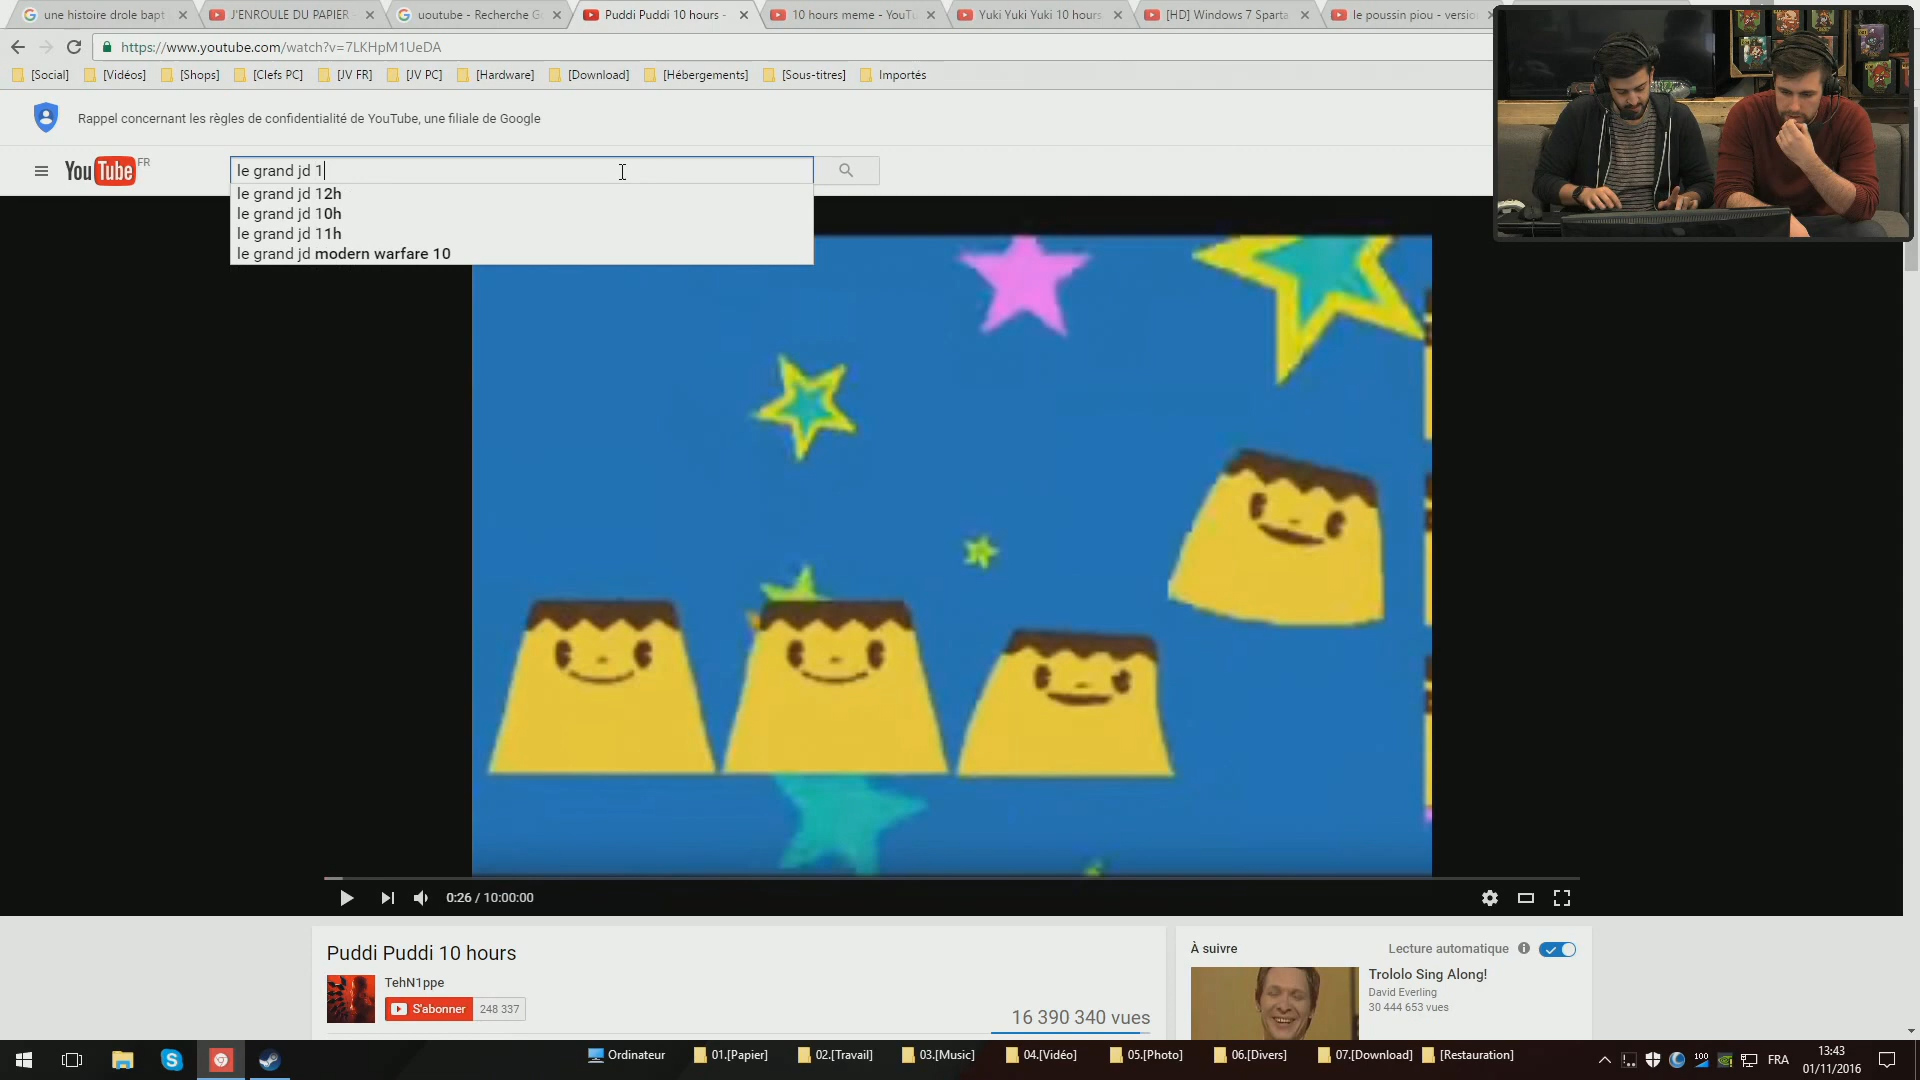 une histoire drole bapt
J'ENROULE DU PAPIER -
uoutube - Recherche G
Puddi Puddi 10 hours -
10 hours meme - YouTu
Yuki Yuki Yuki 10 hours
[HD] Windows 7 Sparta
le poussin piou - versio
https://www.youtube.com/watch?v=7LKHpM1UeDA
[Social]
[Vidéos]
[Shops]
[Clefs PC]
[JV FR]
[JV PC]
[Hardware]
[Download]
[Hébergements]
[Sous-titres]
Importés
Rappel concernant les règles de confidentialité de YouTube, une filiale de Google
YouTube FR
le grand jd 1
le grand jd 12h
le grand jd 10h
le grand jd 11h
le grand jd modern warfare 10
0:26 / 10:00:00
Puddi Puddi 10 hours
TehN1ppe
S'abonner 248 337
16 390 340 vues
À suivre
Lecture automatique
Trololo Sing Along!
David Everling
30 444 653 vues
Ordinateur
01.[Papier]
02.[Travail]
03.[Music]
04.[Vidéo]
05.[Photo]
06.[Divers]
07.[Download]
[Restauration]
100
FRA
13:43
01/11/2016